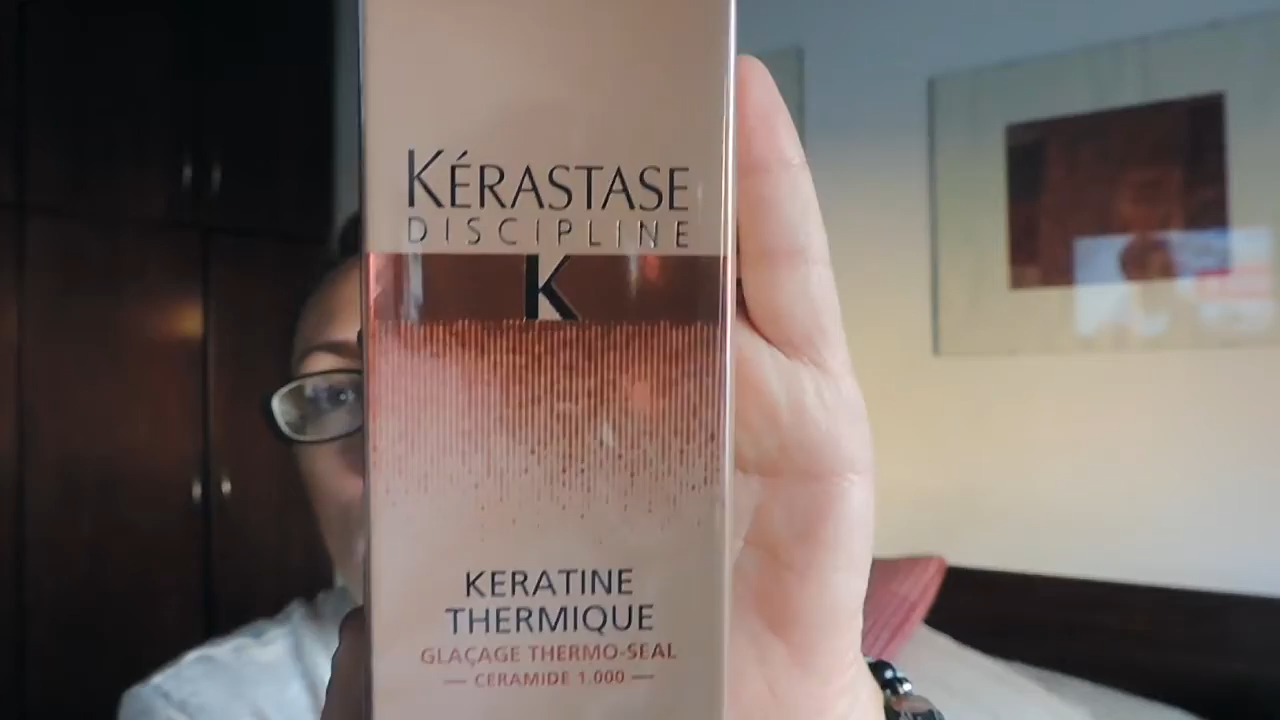 KÉRASTASE
DISCIPLINE
K
KERATINE
THERMIQUE
GLAÇAGE THERMO-SEAL
— CERAMIDE 1.000 —